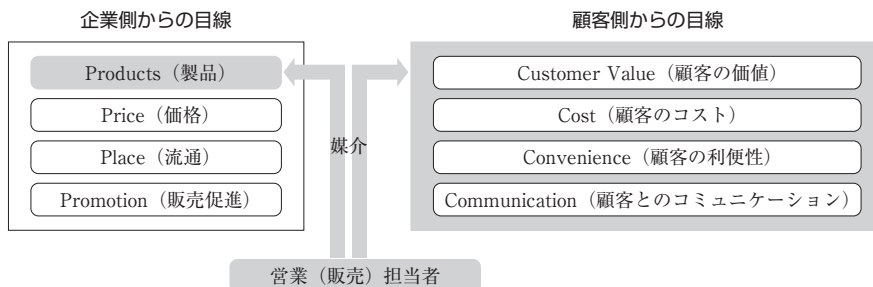 企業側からの目線
Products（製品）
Price（価格）
Place（流通）
Promotion（販売促進）
媒介
顧客側からの目線
Customer Value（顧客の価値）
Cost（顧客のコスト）
Convenience（顧客の利便性）
Communication（顧客とのコミュニケーション）
営業（販売）担当者